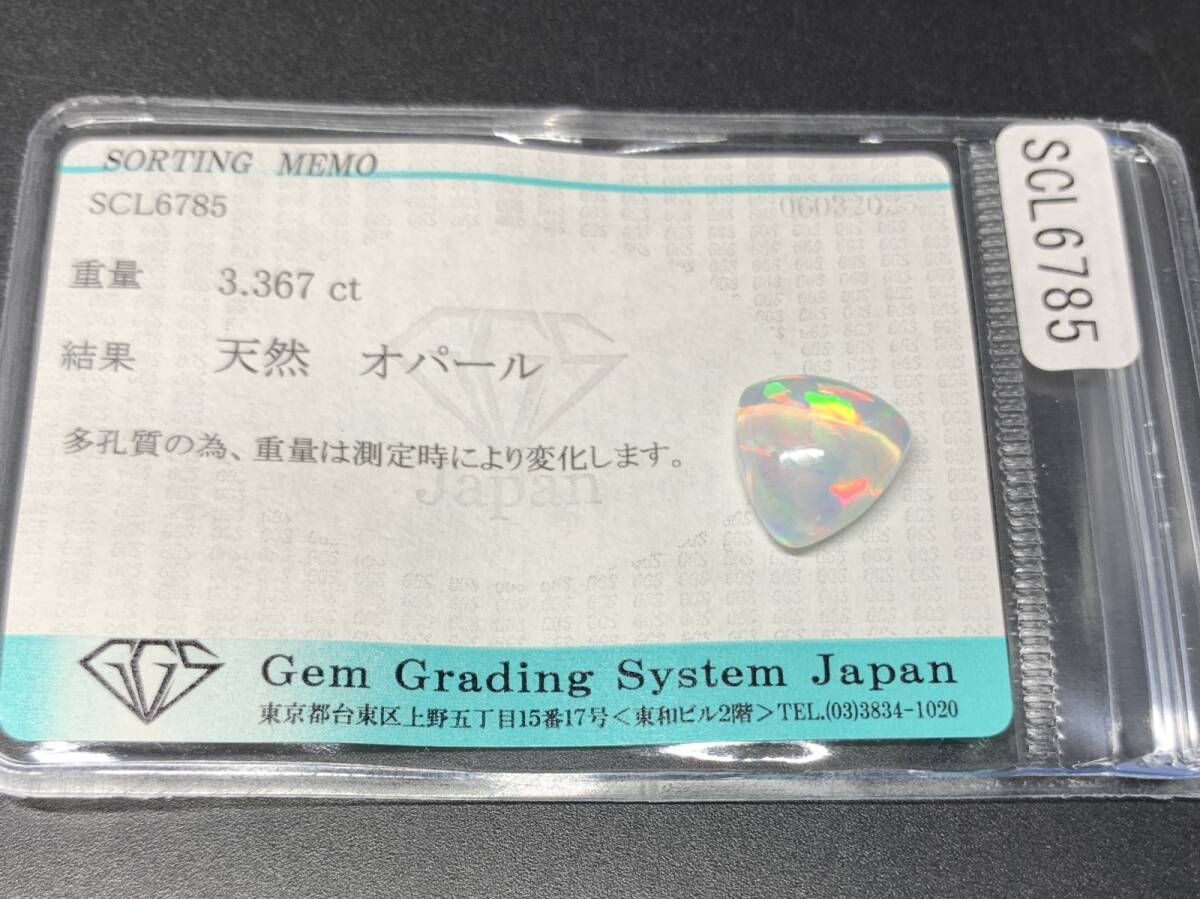 SORTING MEMO
SCL6785
重量 3.367 ct
結果 天然 オパール
多孔質の為、重量は測定時により変化します。
Japan
GGS
Gem Grading System Japan
東京都台東区上野五丁目15番17号<東和ビル2階>TEL.(03)3834-1020
SCL6785